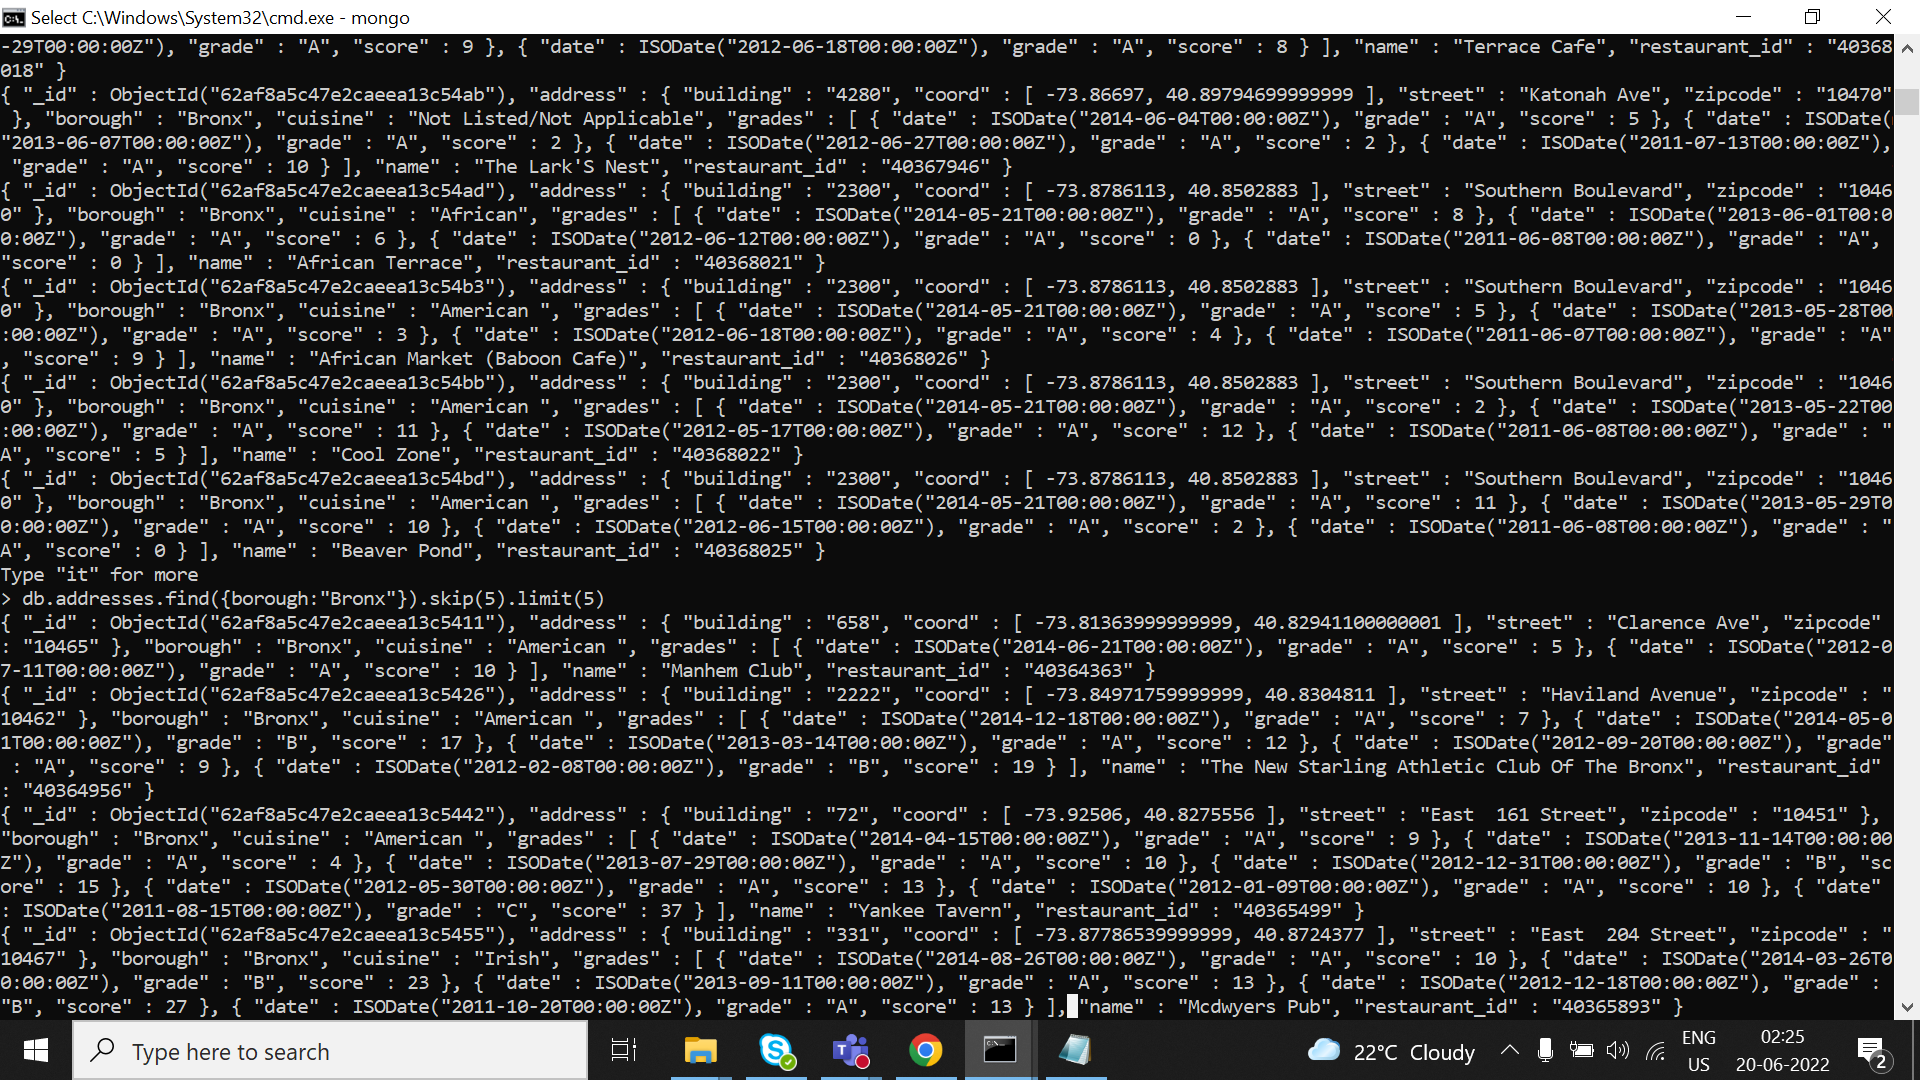 Select C:\Windows\System32\cmd.exe - mongo
-29T00:00:00Z"), "grade" : "A", "score" : 9 }, { "date" : ISODate("2012-06-18T00:00:00Z"), "grade" : "A", "score" : 8 } ], "name" : "Terrace Cafe", "restaurant_id" : "40368
018" }
{ "_id" : ObjectId("62af8a5c47e2caeea13c54ab"), "address" : { "building" : "4280", "coord" : [ -73.86697, 40.89794699999999 ], "street" : "Katonah Ave", "zipcode" : "10470"
 }, "borough" : "Bronx", "cuisine" : "Not Listed/Not Applicable", "grades" : [ { "date" : ISODate("2014-06-04T00:00:00Z"), "grade" : "A", "score" : 5 }, { "date" : ISODate(
"2013-06-07T00:00:00Z"), "grade" : "A", "score" : 2 }, { "date" : ISODate("2012-06-27T00:00:00Z"), "grade" : "A", "score" : 2 }, { "date" : ISODate("2011-07-13T00:00:00Z"),
 "grade" : "A", "score" : 10 } ], "name" : "The Lark'S Nest", "restaurant_id" : "40367946" }
{ "_id" : ObjectId("62af8a5c47e2caeea13c54ad"), "address" : { "building" : "2300", "coord" : [ -73.8786113, 40.8502883 ], "street" : "Southern Boulevard", "zipcode" : "1046
0" }, "borough" : "Bronx", "cuisine" : "African", "grades" : [ { "date" : ISODate("2014-05-21T00:00:00Z"), "grade" : "A", "score" : 8 }, { "date" : ISODate("2013-06-01T00:0
0:00Z"), "grade" : "A", "score" : 6 }, { "date" : ISODate("2012-06-12T00:00:00Z"), "grade" : "A", "score" : 0 }, { "date" : ISODate("2011-06-08T00:00:00Z"), "grade" : "A",
"score" : 0 } ], "name" : "African Terrace", "restaurant_id" : "40368021" }
{ "_id" : ObjectId("62af8a5c47e2caeea13c54b3"), "address" : { "building" : "2300", "coord" : [ -73.8786113, 40.8502883 ], "street" : "Southern Boulevard", "zipcode" : "1046
0" }, "borough" : "Bronx", "cuisine" : "American ", "grades" : [ { "date" : ISODate("2014-05-21T00:00:00Z"), "grade" : "A", "score" : 5 }, { "date" : ISODate("2013-05-28T00
:00:00Z"), "grade" : "A", "score" : 3 }, { "date" : ISODate("2012-06-18T00:00:00Z"), "grade" : "A", "score" : 4 }, { "date" : ISODate("2011-06-07T00:00:00Z"), "grade" : "A"
, "score" : 9 } ], "name" : "African Market (Baboon Cafe)", "restaurant_id" : "40368026" }
{ "_id" : ObjectId("62af8a5c47e2caeea13c54bb"), "address" : { "building" : "2300", "coord" : [ -73.8786113, 40.8502883 ], "street" : "Southern Boulevard", "zipcode" : "1046
0" }, "borough" : "Bronx", "cuisine" : "American ", "grades" : [ { "date" : ISODate("2014-05-21T00:00:00Z"), "grade" : "A", "score" : 2 }, { "date" : ISODate("2013-05-22T00
:00:00Z"), "grade" : "A", "score" : 11 }, { "date" : ISODate("2012-05-17T00:00:00Z"), "grade" : "A", "score" : 12 }, { "date" : ISODate("2011-06-08T00:00:00Z"), "grade" : "
A", "score" : 5 } ], "name" : "Cool Zone", "restaurant_id" : "40368022" }
{ "_id" : ObjectId("62af8a5c47e2caeea13c54bd"), "address" : { "building" : "2300", "coord" : [ -73.8786113, 40.8502883 ], "street" : "Southern Boulevard", "zipcode" : "1046
0" }, "borough" : "Bronx", "cuisine" : "American ", "grades" : [ { "date" : ISODate("2014-05-21T00:00:00Z"), "grade" : "A", "score" : 11 }, { "date" : ISODate("2013-05-29T0
0:00:00Z"), "grade" : "A", "score" : 10 }, { "date" : ISODate("2012-06-15T00:00:00Z"), "grade" : "A", "score" : 2 }, { "date" : ISODate("2011-06-08T00:00:00Z"), "grade" : "
A", "score" : 0 } ], "name" : "Beaver Pond", "restaurant_id" : "40368025" }
Type "it" for more
> db.addresses.find({borough:"Bronx"}).skip(5).limit(5)
{ "_id" : ObjectId("62af8a5c47e2caeea13c5411"), "address" : { "building" : "658", "coord" : [ -73.81363999999999, 40.82941100000001 ], "street" : "Clarence Ave", "zipcode"
: "10465" }, "borough" : "Bronx", "cuisine" : "American ", "grades" : [ { "date" : ISODate("2014-06-21T00:00:00Z"), "grade" : "A", "score" : 5 }, { "date" : ISODate("2012-0
7-11T00:00:00Z"), "grade" : "A", "score" : 10 } ], "name" : "Manhem Club", "restaurant_id" : "40364363" }
{ "_id" : ObjectId("62af8a5c47e2caeea13c5426"), "address" : { "building" : "2222", "coord" : [ -73.84971759999999, 40.8304811 ], "street" : "Haviland Avenue", "zipcode" : "
10462" }, "borough" : "Bronx", "cuisine" : "American ", "grades" : [ { "date" : ISODate("2014-12-18T00:00:00Z"), "grade" : "A", "score" : 7 }, { "date" : ISODate("2014-05-0
1T00:00:00Z"), "grade" : "B", "score" : 17 }, { "date" : ISODate("2013-03-14T00:00:00Z"), "grade" : "A", "score" : 12 }, { "date" : ISODate("2012-09-20T00:00:00Z"), "grade"
 : "A", "score" : 9 }, { "date" : ISODate("2012-02-08T00:00:00Z"), "grade" : "B", "score" : 19 } ], "name" : "The New Starling Athletic Club Of The Bronx", "restaurant_id"
: "40364956" }
{ "_id" : ObjectId("62af8a5c47e2caeea13c5442"), "address" : { "building" : "72", "coord" : [ -73.92506, 40.8275556 ], "street" : "East  161 Street", "zipcode" : "10451" },
"borough" : "Bronx", "cuisine" : "American ", "grades" : [ { "date" : ISODate("2014-04-15T00:00:00Z"), "grade" : "A", "score" : 9 }, { "date" : ISODate("2013-11-14T00:00:00
Z"), "grade" : "A", "score" : 4 }, { "date" : ISODate("2013-07-29T00:00:00Z"), "grade" : "A", "score" : 10 }, { "date" : ISODate("2012-12-31T00:00:00Z"), "grade" : "B", "sc
ore" : 15 }, { "date" : ISODate("2012-05-30T00:00:00Z"), "grade" : "A", "score" : 13 }, { "date" : ISODate("2012-01-09T00:00:00Z"), "grade" : "A", "score" : 10 }, { "date"
: ISODate("2011-08-15T00:00:00Z"), "grade" : "C", "score" : 37 } ], "name" : "Yankee Tavern", "restaurant_id" : "40365499" }
{ "_id" : ObjectId("62af8a5c47e2caeea13c5455"), "address" : { "building" : "331", "coord" : [ -73.87786539999999, 40.8724377 ], "street" : "East  204 Street", "zipcode" : "
10467" }, "borough" : "Bronx", "cuisine" : "Irish", "grades" : [ { "date" : ISODate("2014-08-26T00:00:00Z"), "grade" : "A", "score" : 10 }, { "date" : ISODate("2014-03-26T0
0:00:00Z"), "grade" : "B", "score" : 23 }, { "date" : ISODate("2013-09-11T00:00:00Z"), "grade" : "A", "score" : 13 }, { "date" : ISODate("2012-12-18T00:00:00Z"), "grade" :
"B", "score" : 27 }, { "date" : ISODate("2011-10-20T00:00:00Z"), "grade" : "A", "score" : 13 } ], "name" : "Mcdwyers Pub", "restaurant_id" : "40365893" }
Type here to search
22°C Cloudy
ENG
US
02:25
20-06-2022
2